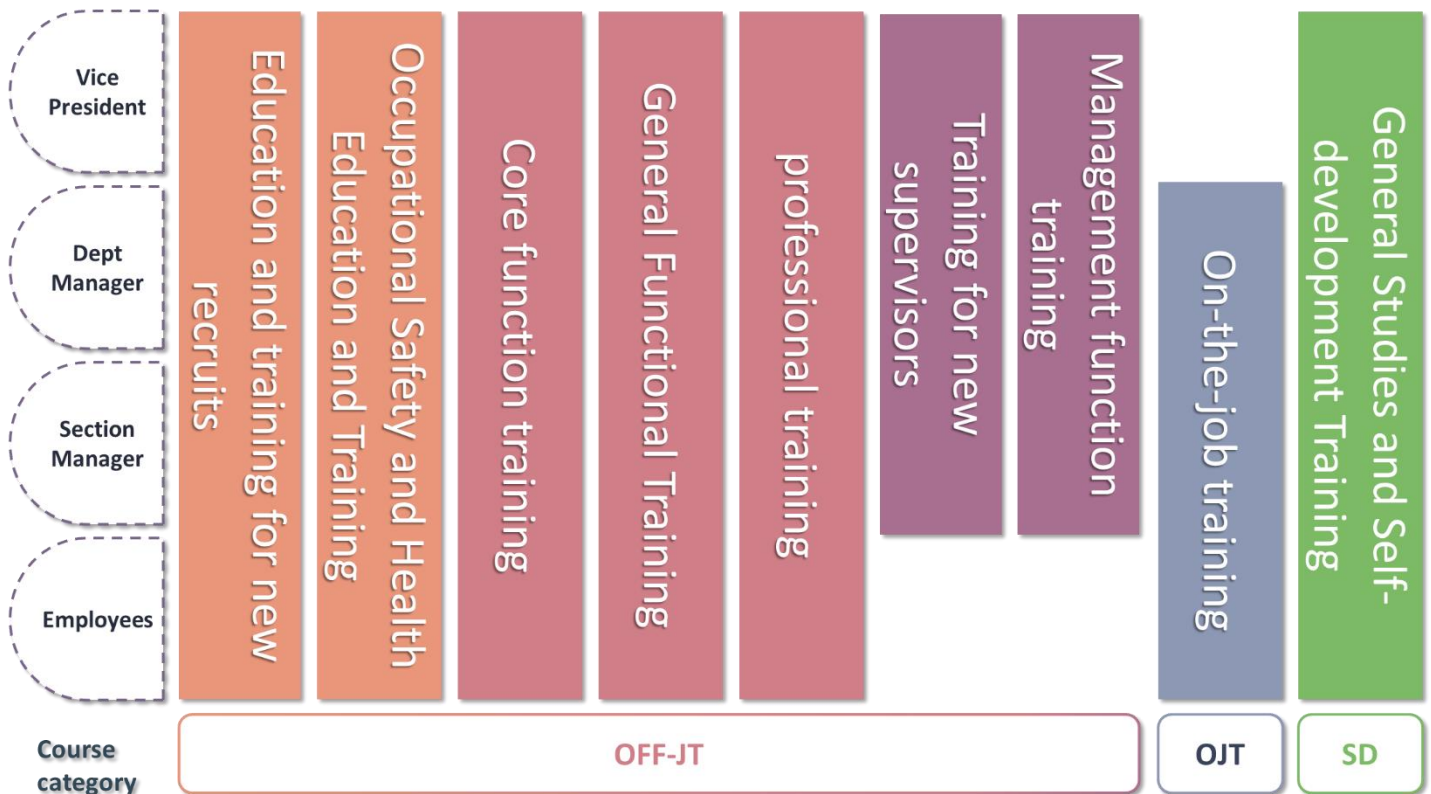 Vice
President
Dept
Manager
Section
Manager
Employees
Education and training for new
recruits
Occupational Safety and Health
Education and Training
Core function training
General Functional Training
professional training
Training for new
supervisors
Management function
training
On-the-job training
General Studies and Self-
development Training
Course
category
OFF-JT
OJT
SD